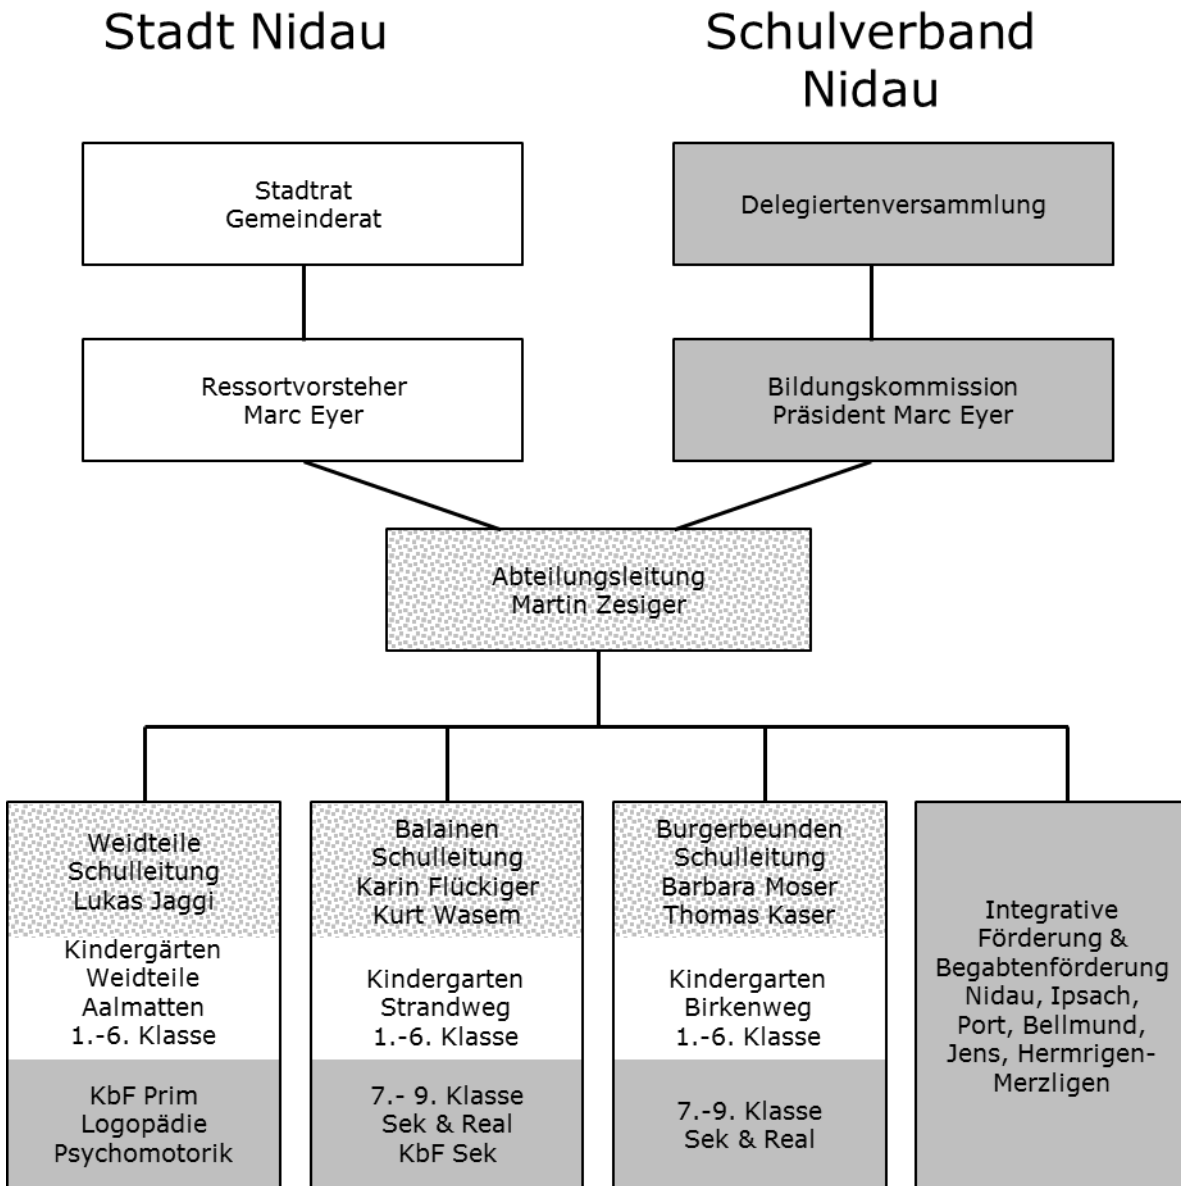 Stadt Nidau
Schulverband
Nidau
Stadtrat
Gemeinderat
Delegiertenversammlung
Ressortvorsteher
Marc Eyer
Bildungskommission
Präsident Marc Eyer
Abteilungsleitung
Martin Zesiger
Weidteile
Schulleitung
Lukas Jaggi
Kindergärten
Weidteile
Aalmatten
1.-6. Klasse
KbF Prim
Logopädie
Psychomotorik
Balainen
Schulleitung
Karin Flückiger
Kurt Wasem
Kindergarten
Strandweg
1.-6. Klasse
7.- 9. Klasse
Sek & Real
KbF Sek
Burgerbeunden
Schulleitung
Barbara Moser
Thomas Kaser
Kindergarten
Birkenweg
1.-6. Klasse
7.-9. Klasse
Sek & Real
Integrative
Förderung &
Begabtenförderung
Nidau, Ipsach,
Port, Bellmund,
Jens, Hermrigen-
Merzligen